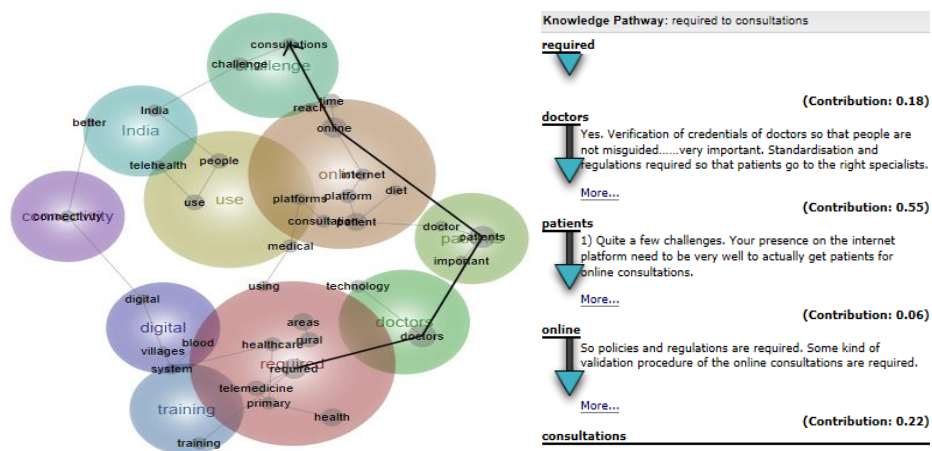 consultations
challenge
challenge
time
reach
online
India
India
better
telehealth
people
online
internet
platform
diet
use
use
platforms
consultation
patient
connectivity
connectivity
doctor
patients
patients
important
medical
digital
using
technology
digital
areas
doctors
doctors
blood
rural
villages
healthcare
required
system
required
telemedicine
primary
training
health
training
Knowledge Pathway: required to consultations
required
(Contribution: 0.18)
doctors
Yes. Verification of credentials of doctors so that people are
not misguided......very important. Standardisation and
regulations required so that patients go to the right specialists.
More...
(Contribution: 0.55)
patients
1) Quite a few challenges. Your presence on the internet
platform need to be very well to actually get patients for
online consultations.
More...
(Contribution: 0.06)
online
So policies and regulations are required. Some kind of
validation procedure of the online consultations are required.
More...
(Contribution: 0.22)
consultations